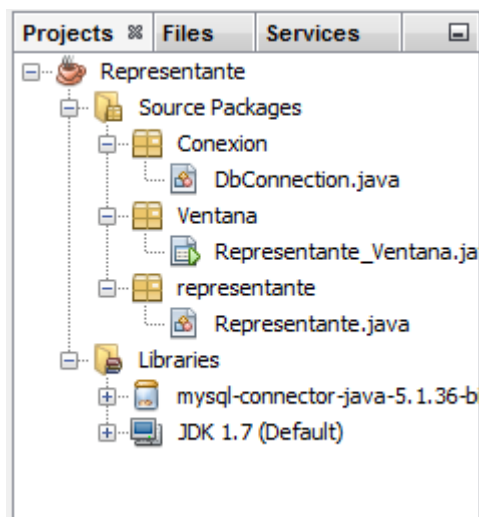 Projects Files Services
Representante
Source Packages
Conexion
DbConnection.java
Ventana
Representante_Ventana.ja
representante
Representante.java
Libraries
mysql-connector-java-5.1.36-bi
JDK 1.7 (Default)